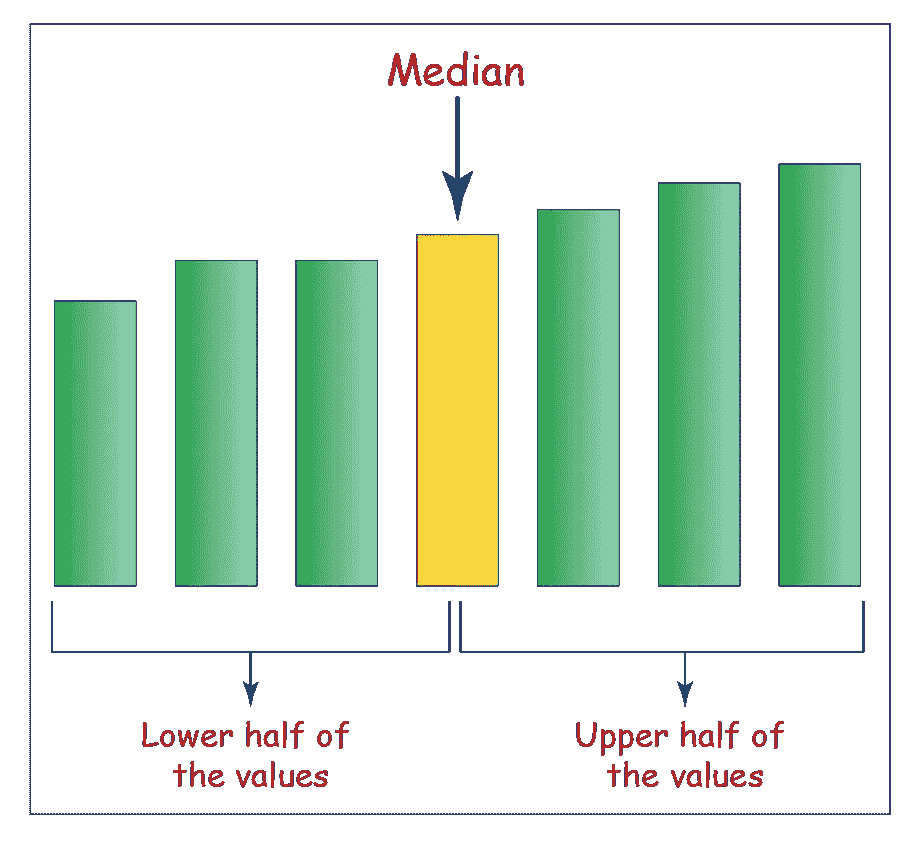 Median
Lower half of
the values
Upper half of
the values